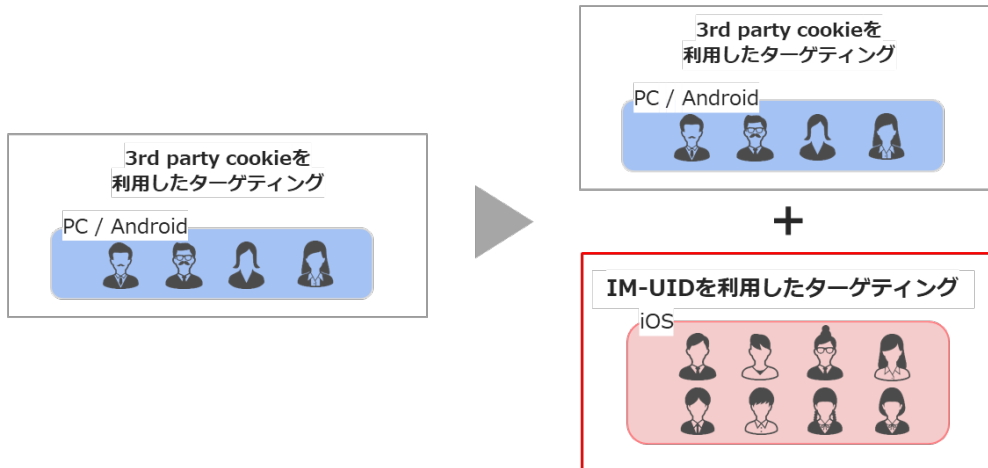 3rd party cookieを
利用したターゲティング
PC / Android
3rd party cookieを
利用したターゲティング
PC / Android
+
IM-UIDを利用したターゲティング
iOS